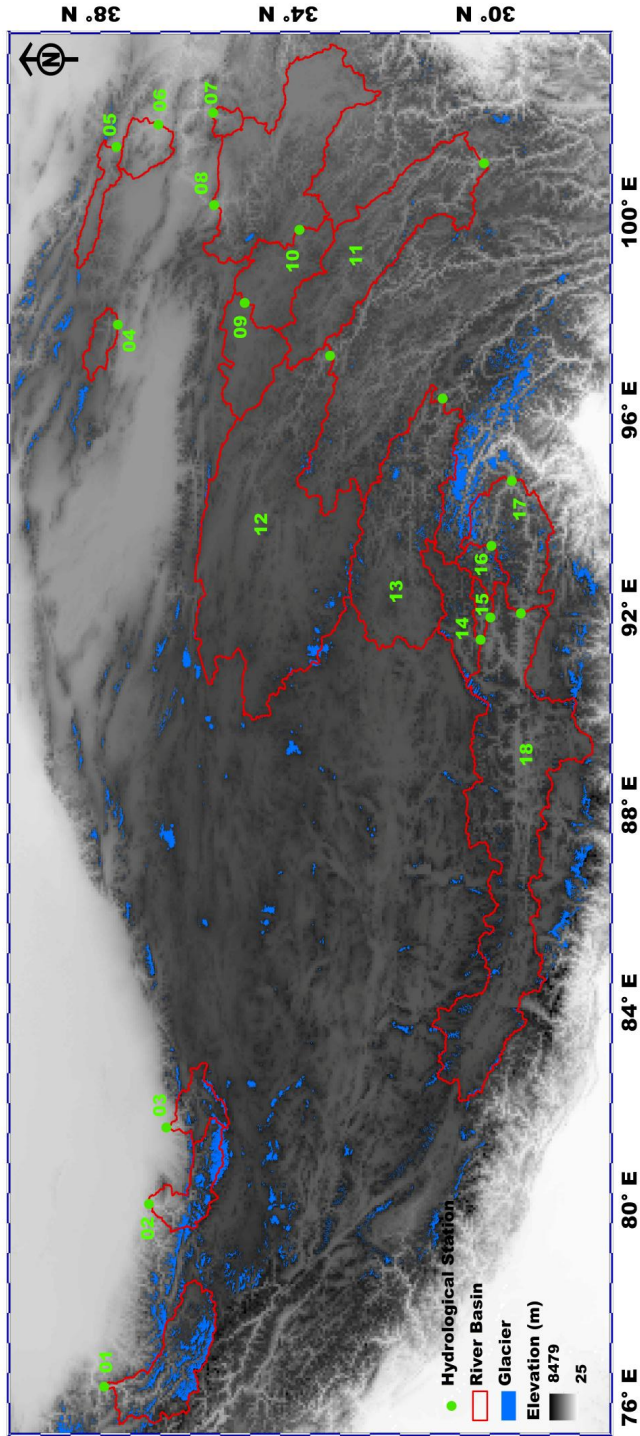 N
38° N
34° N
30° N
01
02
03
04
05
06
07
08
09
10
11
12
13
14
15
16
17
18
Hydrological Station
River Basin
Glacier
Elevation (m)
8479
25
76° E
80° E
84° E
88° E
92° E
96° E
100° E